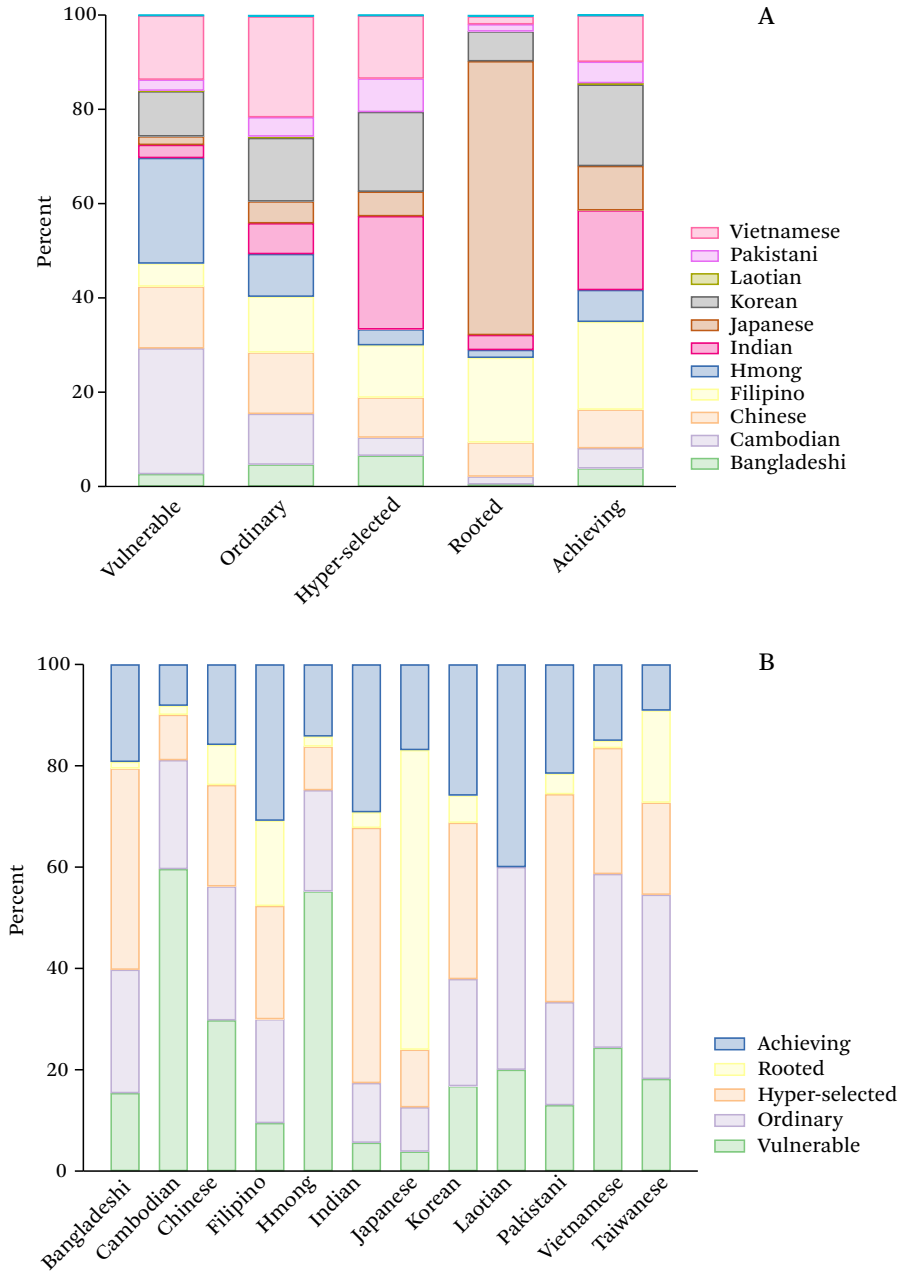 A
100
80
60
40
20
0
Percent
Vulnerable
Ordinary
Hyper-selected
Rooted
Achieving
Vietnamese
Pakistani
Laotian
Korean
Japanese
Indian
Hmong
Filipino
Chinese
Cambodian
Bangladeshi
B
100
80
60
40
20
0
Percent
Bangladeshi
Cambodian
Chinese
Filipino
Hmong
Indian
Japanese
Korean
Laotian
Pakistani
Vietnamese
Taiwanese
Achieving
Rooted
Hyper-selected
Ordinary
Vulnerable